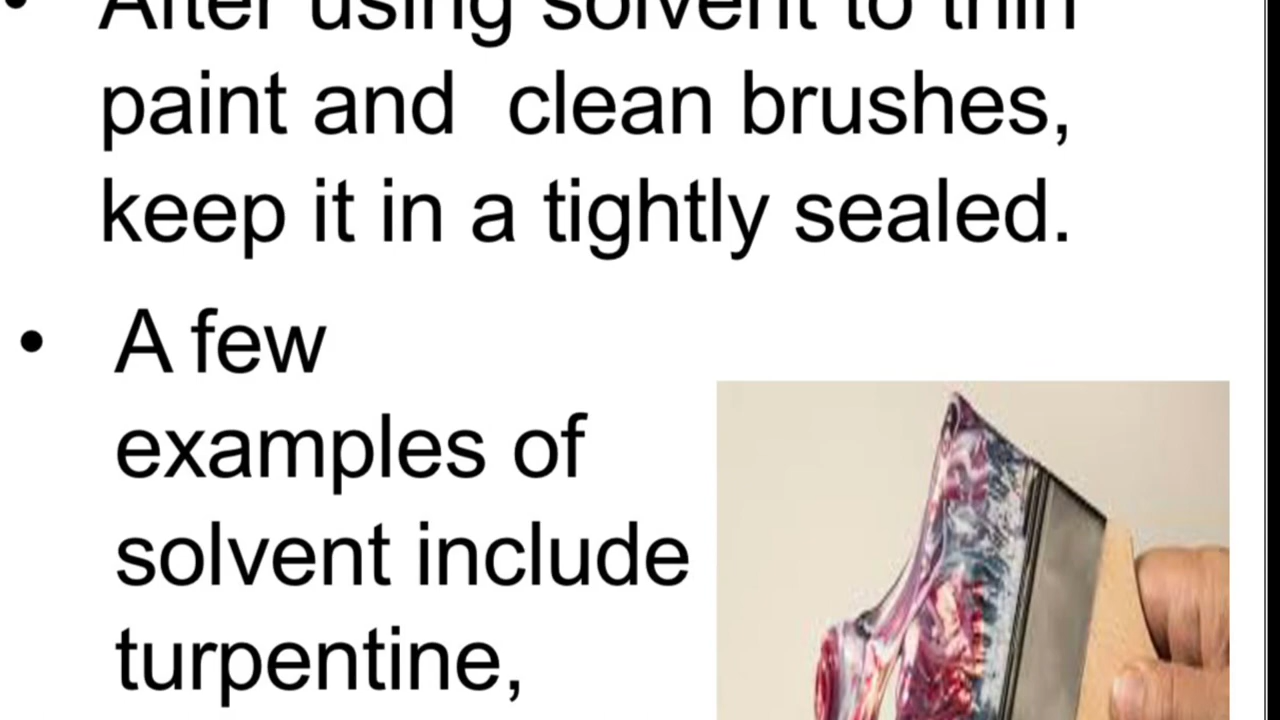 • After using solvent to thin
paint and  clean brushes,
keep it in a tightly sealed.
• A few
examples of
solvent include
turpentine,